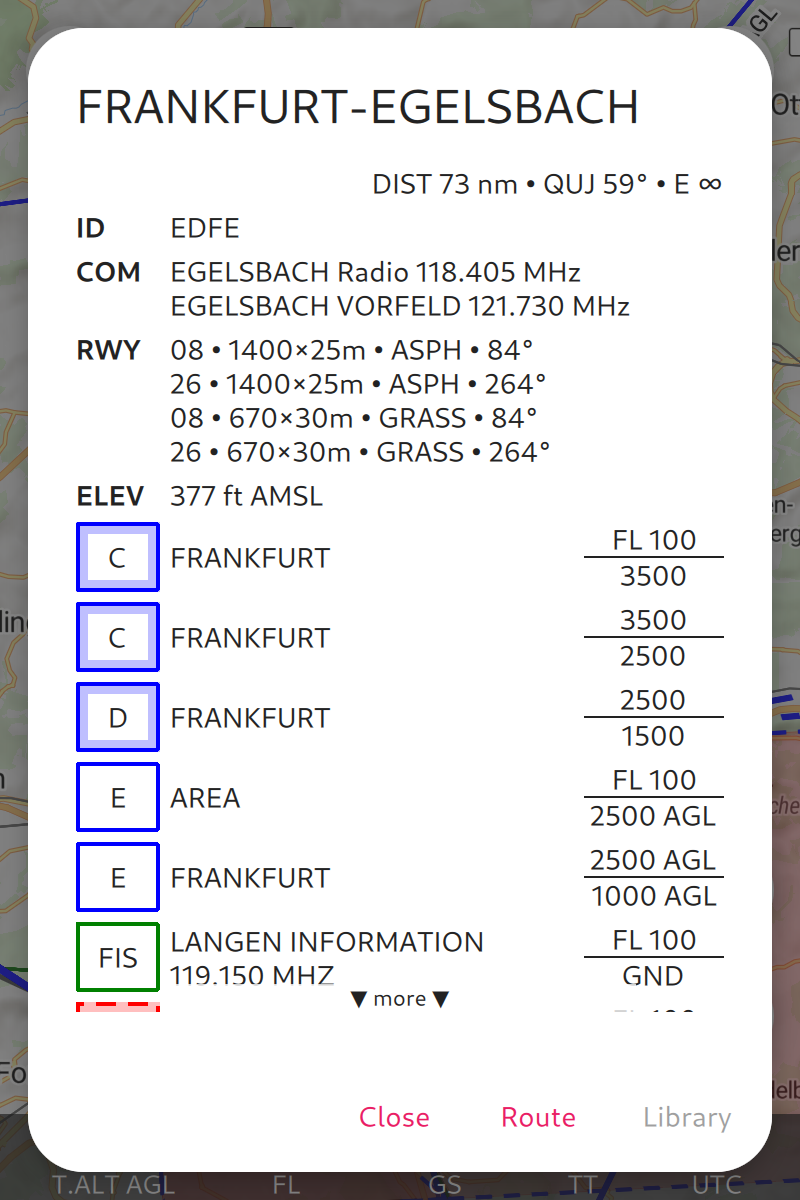 GL
FRANKFURT-EGELSBACH
DIST 73 nm • QUJ 59° • E ∞
ID EDFE
COM EGELSBACH Radio 118.405 MHz
EGELSBACH VORFELD 121.730 MHz
RWY 08 • 1400×25m • ASPH • 84°
26 • 1400×25m • ASPH • 264°
08 • 670×30m • GRASS • 84°
26 • 670×30m • GRASS • 264°
ELEV 377 ft AMSL
C FRANKFURT FL 100
3500
C FRANKFURT 3500
2500
D FRANKFURT 2500
1500
E AREA FL 100
2500 AGL
E FRANKFURT 2500 AGL
1000 AGL
FIS LANGEN INFORMATION FL 100
119.150 MHZ GND
▼ more ▼
Close Route Library
T.ALT AGL FL GS TT UTC